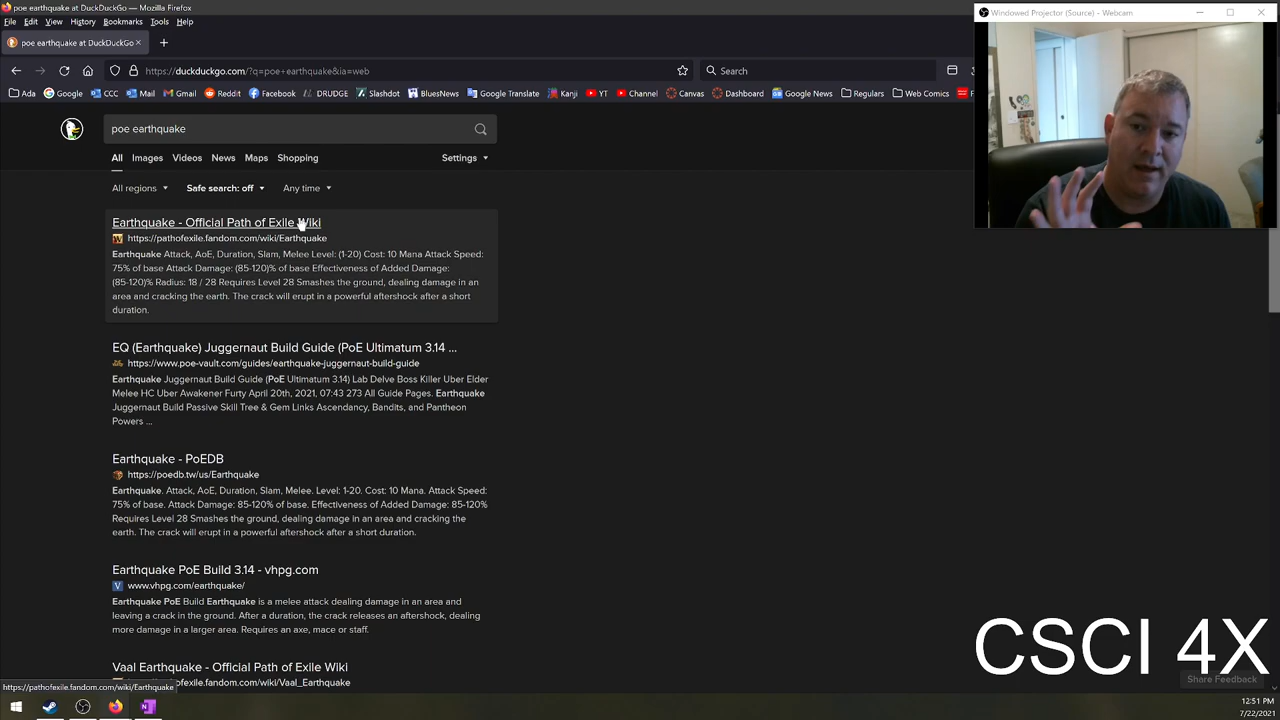 poe earthquake at DuckDuckGo — Mozilla Firefox
File Edit View History Bookmarks Tools Help
poe earthquake at DuckDuckGo
https://duckduckgo.com/?q=poe+earthquake&ia=web
Search
Ada Google CCC Mail Gmail Reddit Facebook DRUDGE Slashdot BlueNews Google Translate Kanji YT Channel Canvas Dashboard Google News Regulars Web Comics
Windowed Projector (Source) - Webcam
poe earthquake
All Images Videos News Maps Shopping Settings
All regions Safe search: off Any time
Earthquake - Official Path of Exile Wiki
https://pathofexile.fandom.com/wiki/Earthquake
Earthquake Attack, AoE, Duration, Slam, Melee Level: (1-20) Cost: 10 Mana Attack Speed:
75% of base Attack Damage: (85-120)% of base Effectiveness of Added Damage:
(85-120)% Radius: 18 / 28 Requires Level 28 Smashes the ground, dealing damage in an
area and cracking the earth. The crack will erupt in a powerful aftershock after a short
duration.
EQ (Earthquake) Juggernaut Build Guide (PoE Ultimatum 3.14 ...
https://www.poe-vault.com/guides/earthquake-juggernaut-build-guide
Earthquake Juggernaut Build Guide (PoE Ultimatum 3.14) Lab Delve Boss Killer Uber Elder
Melee HC Uber Awakener Furty April 20th, 2021, 07:43 273 All Guide Pages. Earthquake
Juggernaut Build Passive Skill Tree & Gem Links Ascendancy, Bandits, and Pantheon
Powers ...
Earthquake - PoEDB
https://poedb.tw/us/Earthquake
Earthquake. Attack, AoE, Duration, Slam, Melee. Level: 1-20. Cost: 10 Mana. Attack Speed:
75% of base. Attack Damage: 85-120% of base. Effectiveness of Added Damage: 85-120%
Requires Level 28 Smashes the ground, dealing damage in an area and cracking the
earth. The crack will erupt in a powerful aftershock after a short duration.
Earthquake PoE Build 3.14 - vhpg.com
www.vhpg.com/earthquake/
Earthquake PoE Build Earthquake is a melee attack dealing damage in an area and
leaving a crack in the ground. After a duration, the crack releases an aftershock, dealing
more damage in a larger area. Requires an axe, mace or staff.
Vaal Earthquake - Official Path of Exile Wiki
ofexile.fandom.com/wiki/Vaal_Earthquake
https://pathofexile.fandom.com/wiki/Earthquake
CSCI 4X
Share Feedback
12:51 PM
7/22/2021